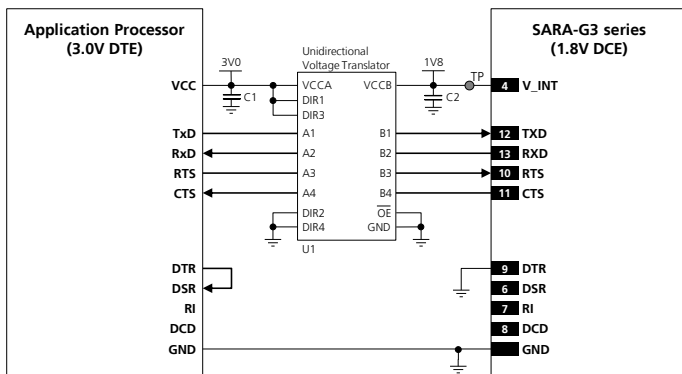 Application Processor
(3.0V DTE)
SARA-G3 series
(1.8V DCE)
Unidirectional
Voltage Translator
3V0
1V8
TP
VCC
VCCA
VCCB
4 V_INT
C1
C2
DIR1
DIR3
TxD
A1
B1
12 TXD
RxD
A2
B2
13 RXD
RTS
A3
B3
10 RTS
CTS
A4
B4
11 CTS
DIR2
OE
DIR4
GND
U1
DTR
9 DTR
DSR
6 DSR
RI
7 RI
DCD
8 DCD
GND
GND